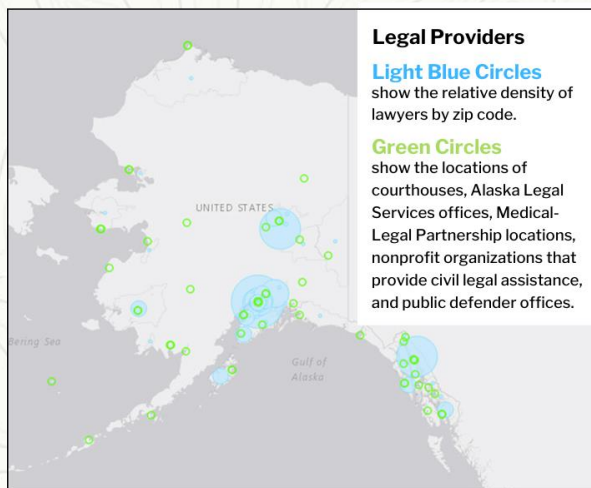 Legal Providers
Light Blue Circles
show the relative density of
lawyers by zip code.
Green Circles
show the locations of
courthouses, Alaska Legal
Services offices, Medical-
Legal Partnership locations,
nonprofit organizations that
provide civil legal assistance,
and public defender offices.
UNITED STATES
Bering Sea
Gulf of
Alaska